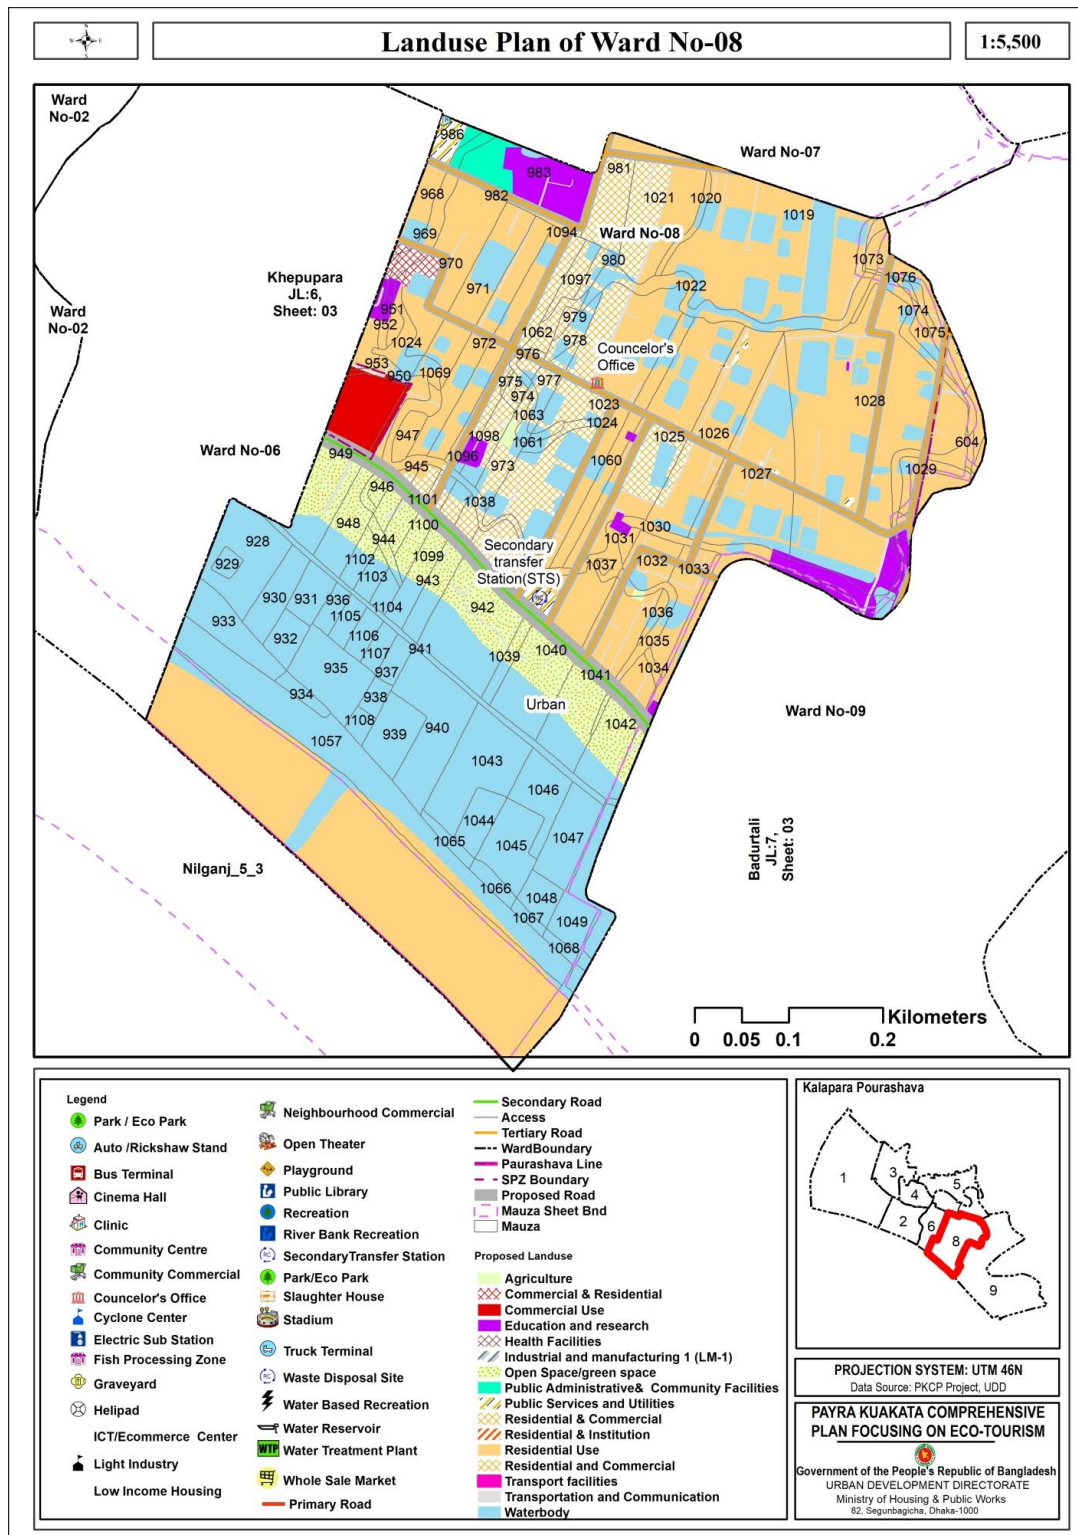 Landuse Plan of Ward No-08
1:5,500
N
W
E
S
Ward
No-02
Ward No-07
Ward
No-02
Khepupara
JL:6,
Sheet: 03
Ward No-08
Ward No-06
Ward No-09
Badurtali
JL:7,
Sheet: 03
Nilganj_5_3
Councelor's
Office
Secondary
transfer
Station(STS)
Urban
986
983
981
968
982
1021
1020
1019
969
1094
970
980
1073
1076
971
1097
1022
1074
951
952
979
1075
1024
972
1062
978
976
953
950
1069
975
977
974
1023
1028
1063
1024
947
1098
1061
1025
1026
604
949
1096
973
1060
1027
1029
945
946
1101
1038
948
1100
1030
944
1031
928
1102
1099
1032
1033
929
1103
943
1037
930
931
936
1104
942
1036
933
1105
932
1106
941
1039
1040
1035
1107
935
937
1041
1034
934
938
1108
1042
1057
939
940
1043
1046
1044
1065
1045
1047
1066
1048
1067
1049
1068
Kilometers
0 0.05 0.1 0.2
Legend
Park / Eco Park
Auto /Rickshaw Stand
Bus Terminal
Cinema Hall
Clinic
Community Centre
Community Commercial
Councelor's Office
Cyclone Center
Electric Sub Station
Fish Processing Zone
Graveyard
Helipad
ICT/Ecommerce Center
Light Industry
Low Income Housing
Neighbourhood Commercial
Open Theater
Playground
Public Library
Recreation
River Bank Recreation
SecondaryTransfer Station
Park/Eco Park
Slaughter House
Stadium
Truck Terminal
Waste Disposal Site
Water Based Recreation
Water Reservoir
WTP Water Treatment Plant
Whole Sale Market
Primary Road
Secondary Road
Access
Tertiary Road
WardBoundary
Paurashava Line
SPZ Boundary
Proposed Road
Mauza Sheet Bnd
Mauza
Proposed Landuse
Agriculture
Commercial & Residential
Commercial Use
Education and research
Health Facilities
Industrial and manufacturing 1 (LM-1)
Open Space/green space
Public Administrative& Community Facilities
Public Services and Utilities
Residential & Commercial
Residential & Institution
Residential Use
Residential and Commercial
Transport facilities
Transportation and Communication
Waterbody
Kalapara Pourashava
1
3
4
5
2
6
8
9
PROJECTION SYSTEM: UTM 46N
Data Source: PKCP Project, UDD
PAYRA KUAKATA COMPREHENSIVE
PLAN FOCUSING ON ECO-TOURISM
Government of the People's Republic of Bangladesh
URBAN DEVELOPMENT DIRECTORATE
Ministry of Housing & Public Works
82, Segunbagicha, Dhaka-1000